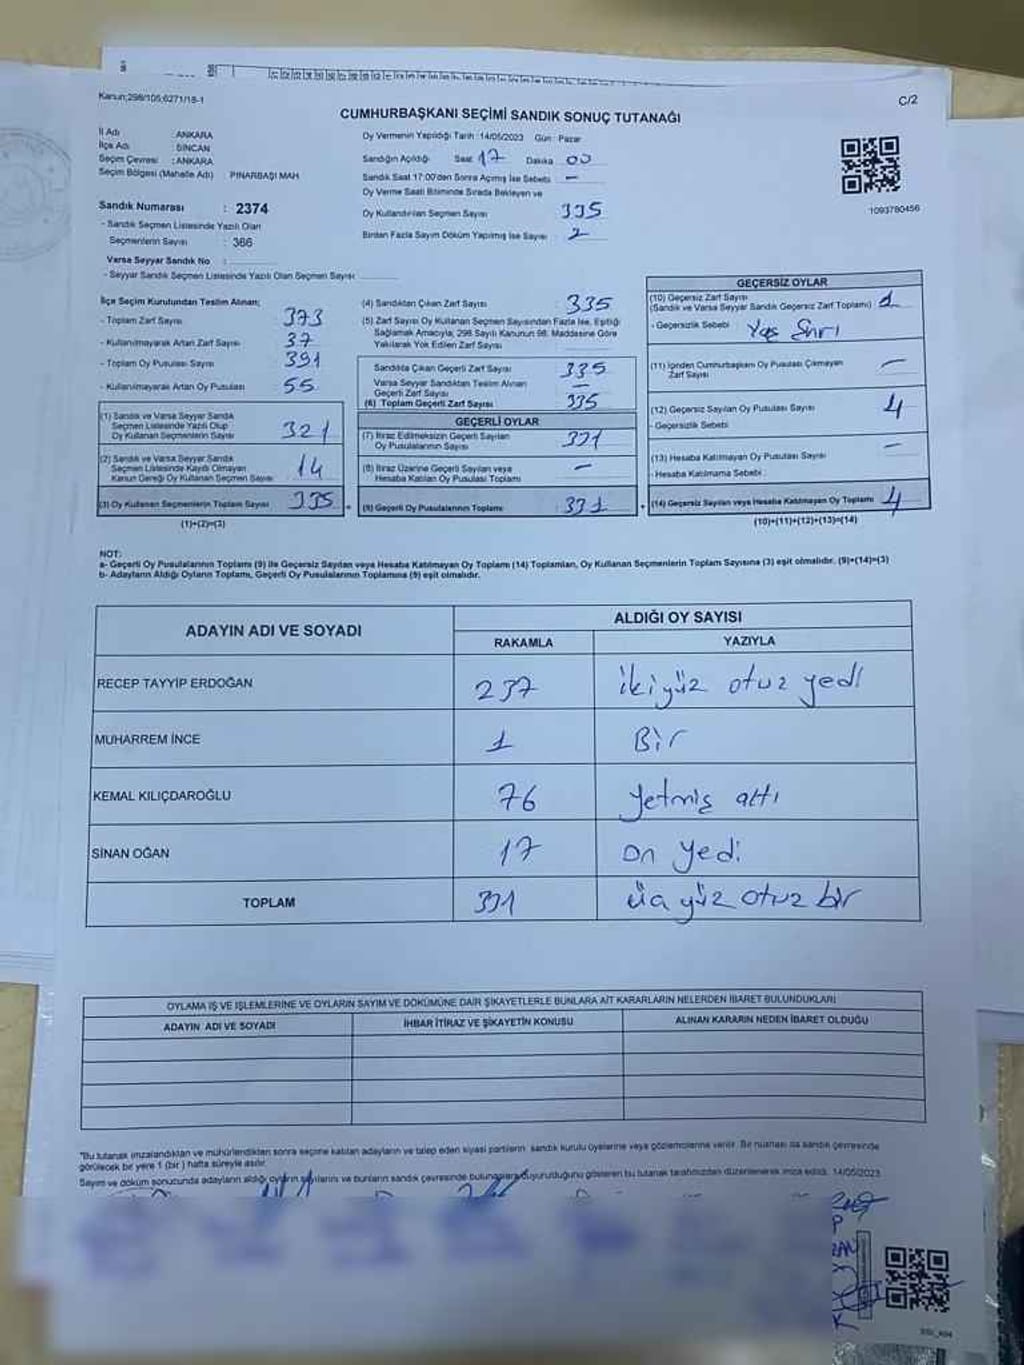 Kanun;298/105;6271/18-1
C/2
CUMHURBAŞKANI SEÇİMİ SANDIK SONUÇ TUTANAĞI
İl Adı : ANKARA
İlçe Adı : SİNCAN
Seçim Çevresi : ANKARA
Seçim Bölgesi (Mahalle Adı) : PINARBAŞI MAH.
Sandık Numarası : 2374
- Sandık Seçmen Listesinde Yazılı Olan
Seçmenlerin Sayısı : 366
Varsa Seyyar Sandık No :
- Seyyar Sandık Seçmen Listesinde Yazılı Olan Seçmen Sayısı
Oy Vermenin Yapıldığı Tarih : 14/05/2023 Gün : Pazar
Sandığın Açıldığı Saat 17 Dakika 00
Sandık Saat 17:00'den Sonra Açılmış İse Sebebi –
Oy Verme Saati Bitiminde Sırada Bekleyen ve
Oy Kullandırılan Seçmen Sayısı 335
Birden Fazla Sayım Döküm Yapılmış İse Sayısı 2
1093780456
İlçe Seçim Kurulundan Teslim Alınan;
- Toplam Zarf Sayısı 373
- Kullanılmayarak Artan Zarf Sayısı 37
- Toplam Oy Pusulası Sayısı 391
- Kullanılmayarak Artan Oy Pusulası 55
(1) Sandık ve Varsa Seyyar Sandık
Seçmen Listesinde Yazılı Olup
Oy Kullanan Seçmenlerin Sayısı 321
(2) Sandık ve Varsa Seyyar Sandık
Seçmen Listesinde Kayıtlı Olmayan
Kanun Gereği Oy Kullanan Seçmen Sayısı 14
(3) Oy Kullanan Seçmenlerin Toplam Sayısı 335
(1)+(2)=(3)
(4) Sandıktan Çıkan Zarf Sayısı 335
(5) Zarf Sayısı Oy Kullanan Seçmen Sayısından Fazla İse, Eşitliği
Sağlamak Amacıyla, 298 Sayılı Kanunun 98. Maddesine Göre
Yakılarak Yok Edilen Zarf Sayısı
Sandıkta Çıkan Geçerli Zarf Sayısı 335
Varsa Seyyar Sandıktan Teslim Alınan
Geçerli Zarf Sayısı –
(6) Toplam Geçerli Zarf Sayısı 335
GEÇERLİ OYLAR
(7) İtiraz Edilmeksizin Geçerli Sayılan
Oy Pusulalarının Sayısı 331
(8) İtiraz Üzerine Geçerli Sayılan veya
Hesaba Katılan Oy Pusulası Toplamı –
(9) Geçerli Oy Pusulalarının Toplamı 331
GEÇERSİZ OYLAR
(10) Geçersiz Zarf Sayısı
(Sandık ve Varsa Seyyar Sandık Geçersiz Zarf Toplamı)
- Geçersizlik Sebebi
(11) İçinden Cumhurbaşkanı Oy Pusulası Çıkmayan
Zarf Sayısı –
(12) Geçersiz Sayılan Oy Pusulası Sayısı 4
- Geçersizlik Sebebi
(13) Hesaba Katılmayan Oy Pusulası Sayısı –
- Hesaba Katılmama Sebebi
(14) Geçersiz Sayılan veya Hesaba Katılmayan Oy Toplamı 4
(10)+(11)+(12)+(13)=(14)
NOT:
a- Geçerli Oy Pusulalarının Toplamı (9) ile Geçersiz Sayılan veya Hesaba Katılmayan Oy Toplamı (14) Toplamları, Oy Kullanan Seçmenlerin Toplam Sayısına (3) eşit olmalıdır. (9)+(14)=(3)
b- Adayların Aldığı Oyların Toplamı, Geçerli Oy Pusulalarının Toplamına (9) eşit olmalıdır.
ADAYIN ADI VE SOYADI
ALDIĞI OY SAYISI
RAKAMLA YAZIYLA
RECEP TAYYİP ERDOĞAN 237 iki yüz otuz yedi
MUHARREM İNCE 1 Bir
KEMAL KILIÇDAROĞLU 76 Yetmiş altı
SİNAN OĞAN 17 on yedi
TOPLAM 331 üç yüz otuz bir
OYLAMA İŞ VE İŞLEMLERİNE VE OYLARIN SAYIM VE DÖKÜMÜNE DAİR ŞİKAYETLERLE BUNLARA AİT KARARLARIN NELERDEN İBARET BULUNDUKLARI
ADAYIN ADI VE SOYADI İHBAR İTİRAZ VE ŞİKAYETİN KONUSU ALINAN KARARIN NEDEN İBARET OLDUĞU
"Bu tutanak imzalandıktan ve mühürlendikten sonra seçime katılan adayların ve talep eden siyasi partilerin sandık kurulu üyelerine veya gözlemcilerine verilir. Bir nüshası da sandık çevresinde
görülecek bir yere 1 (bir) hafta süreyle asılır.
Sayım ve döküm sonucunda adayların aldığı oyların sayılarını ve bunların sandık çevresinde bulunanlara duyurulduğunu gösteren bu tutanak tarafımızdan düzenlenerek imza edildi. 14/05/2023